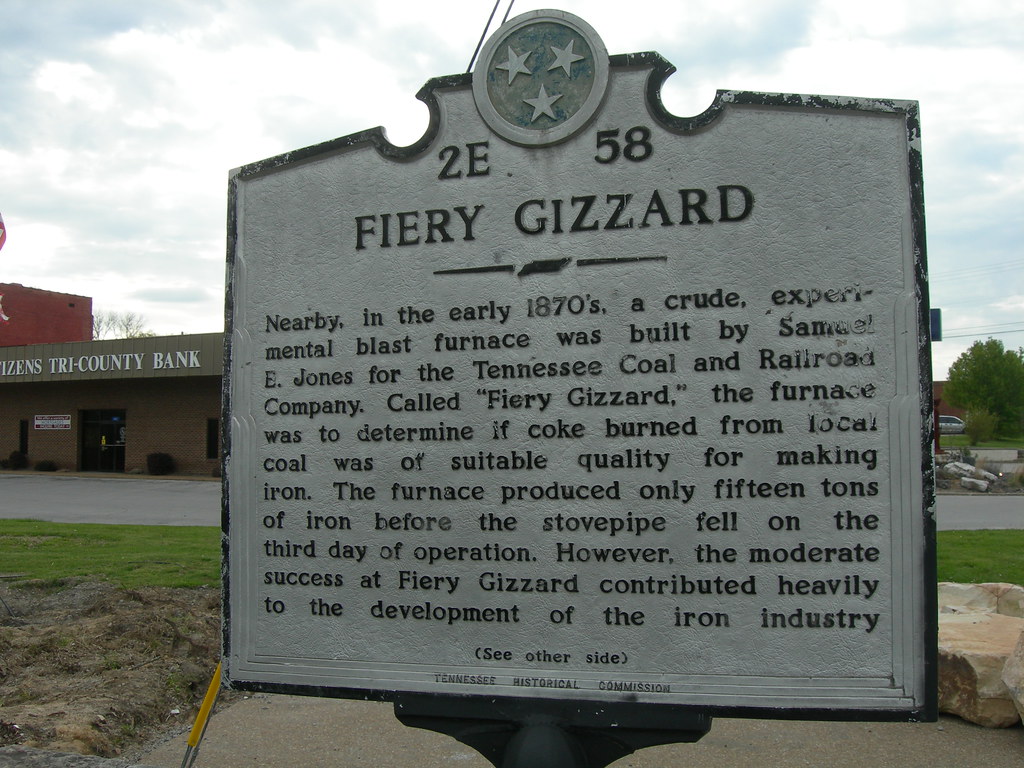 2E 58
FIERY GIZZARD
Nearby, in the early 1870's, a crude, experi-
mental blast furnace was built by Samuel
E. Jones for the Tennessee Coal and Railroad
Company. Called "Fiery Gizzard," the furnace
was to determine if coke burned from local
coal was of suitable quality for making
iron. The furnace produced only fifteen tons
of iron before the stovepipe fell on the
third day of operation. However, the moderate
success at Fiery Gizzard contributed heavily
to the development of the iron industry
(See other side)
TENNESSEE HISTORICAL COMMISSION
IZENS TRI-COUNTY BANK